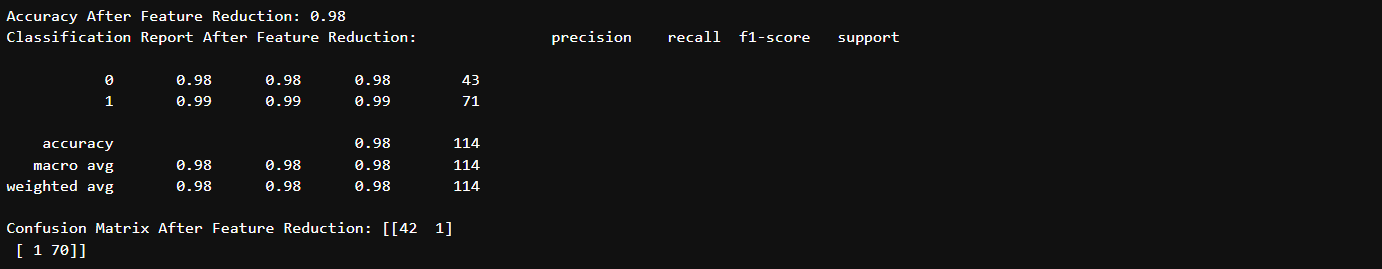 Accuracy After Feature Reduction: 0.98
Classification Report After Feature Reduction:               precision    recall  f1-score   support
           0       0.98      0.98      0.98        43
           1       0.99      0.99      0.99        71
    accuracy                           0.98       114
   macro avg       0.98      0.98      0.98       114
weighted avg       0.98      0.98      0.98       114
Confusion Matrix After Feature Reduction: [[42  1]
 [ 1 70]]